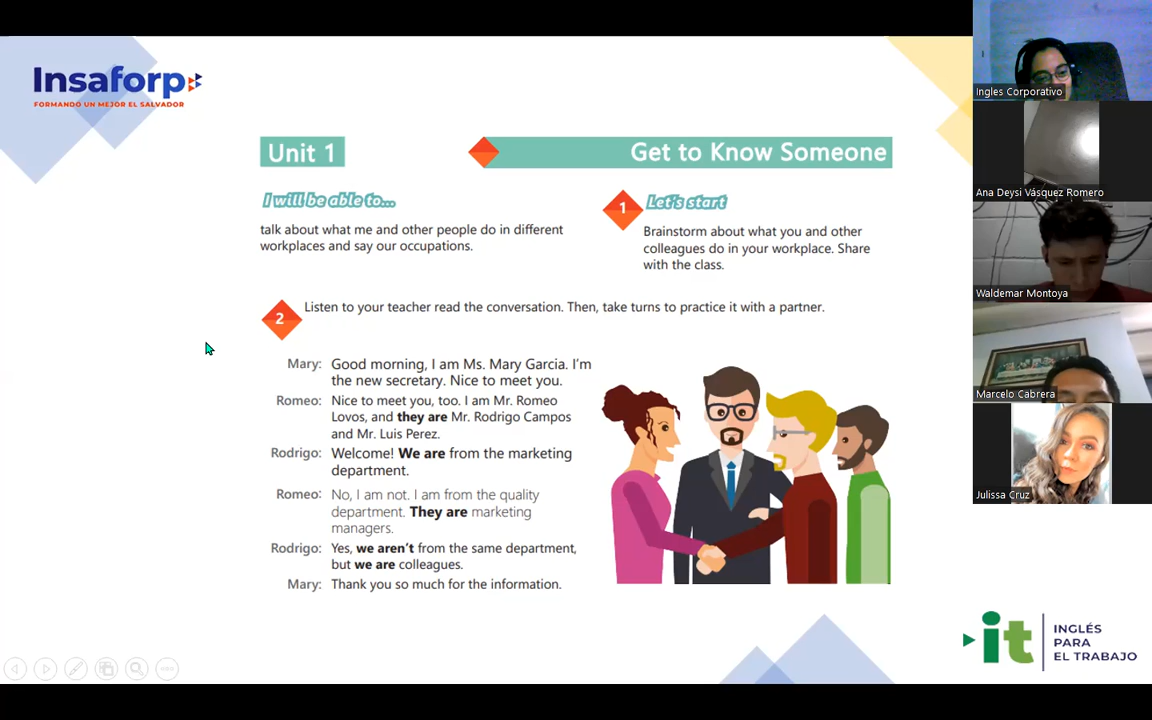 Insaforp
FORMANDO UN MEJOR EL SALVADOR
Unit 1
Get to Know Someone
I will be able to...
talk about what me and other people do in different
workplaces and say our occupations.
1
Let's start
Brainstorm about what you and other
colleagues do in your workplace. Share
with the class.
2
Listen to your teacher read the conversation. Then, take turns to practice it with a partner.
Mary: Good morning, I am Ms. Mary Garcia. I'm
the new secretary. Nice to meet you.
Romeo: Nice to meet you, too. I am Mr. Romeo
Lovos, and they are Mr. Rodrigo Campos
and Mr. Luis Perez.
Rodrigo: Welcome! We are from the marketing
department.
Romeo: No, I am not. I am from the quality
department. They are marketing
managers.
Rodrigo: Yes, we aren't from the same department,
but we are colleagues.
Mary: Thank you so much for the information.
it
INGLÉS
PARA
EL TRABAJO
Ingles Corporativo
Ana Deysi Vásquez Romero
Waldemar Montoya
Marcelo Cabrera
Julissa Cruz